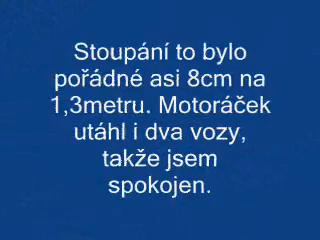 Stoupání to bylo
pořádné asi 8cm na
1,3metru. Motoráček
utáhl i dva vozy,
takže jsem
spokojen.